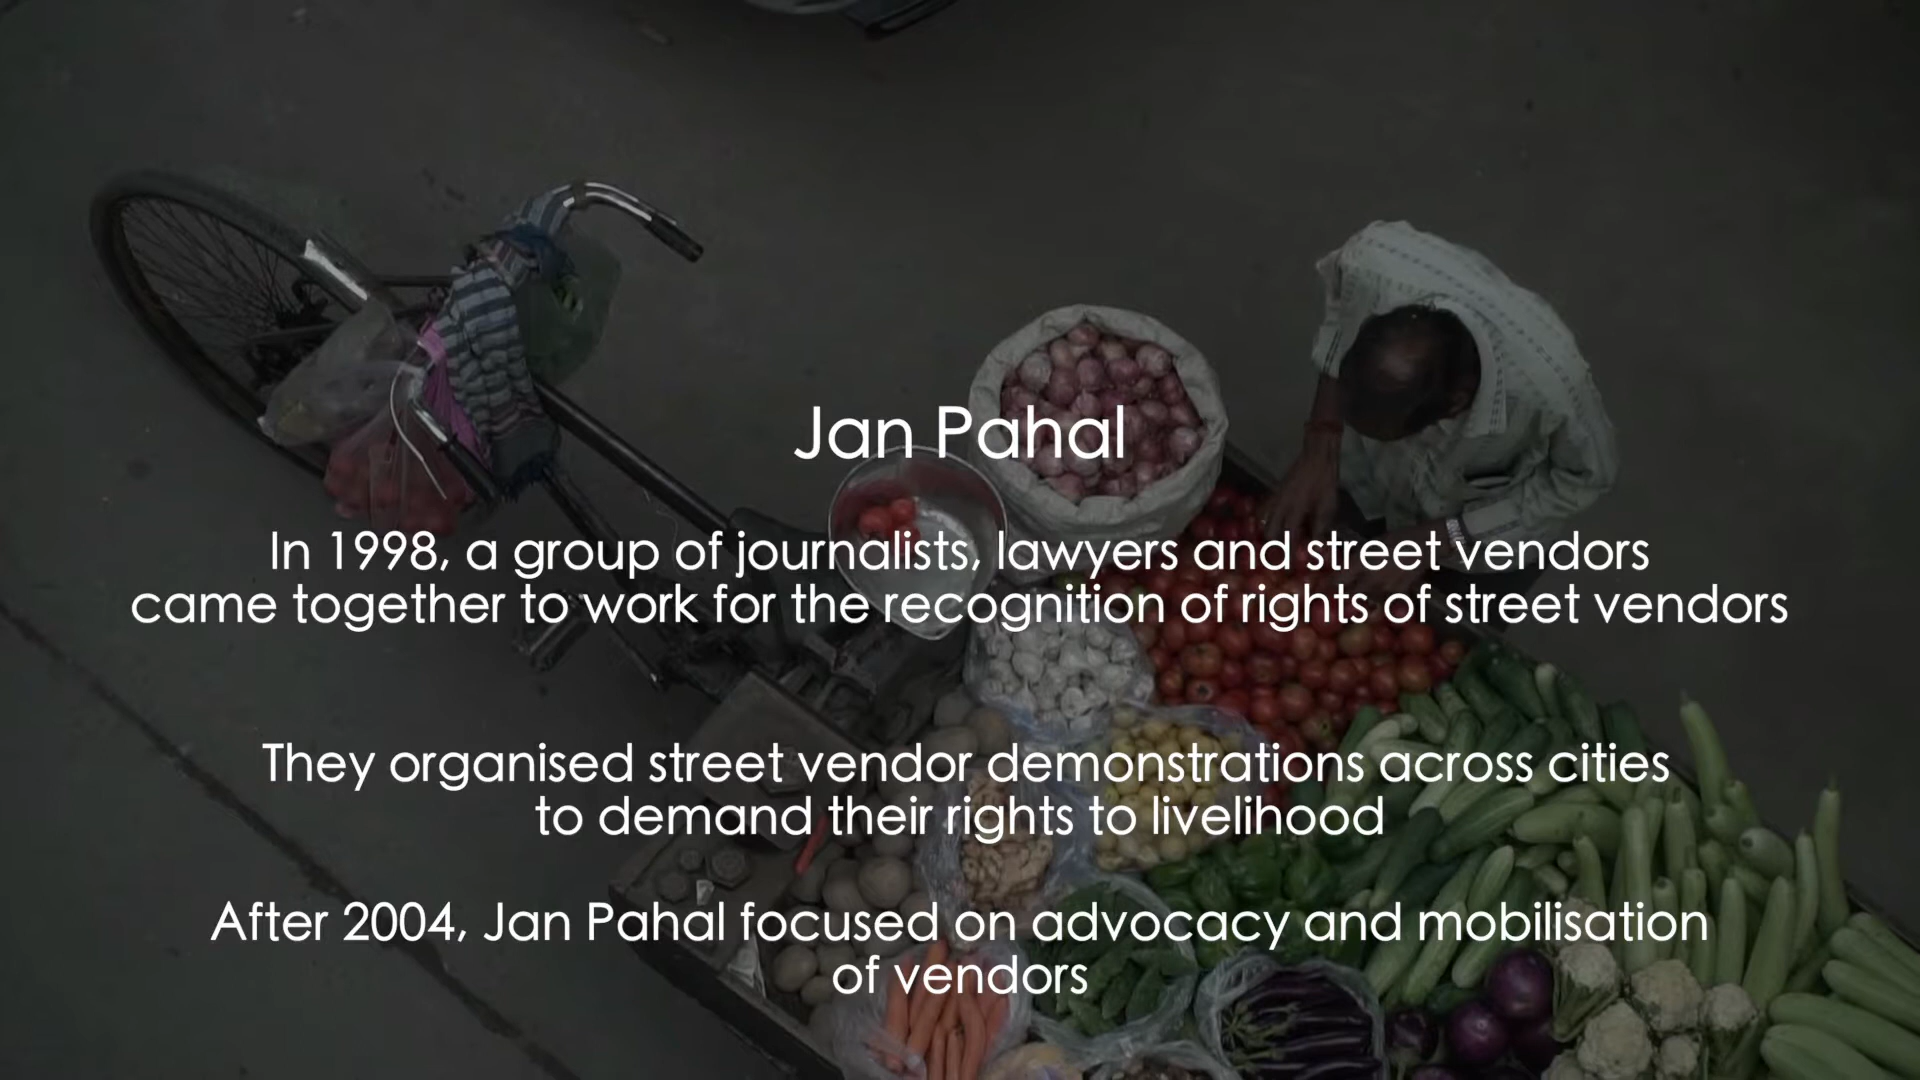 Jan Pahal
In 1998, a group of journalists, lawyers and street vendors
came together to work for the recognition of rights of street vendors
They organised street vendor demonstrations across cities
to demand their rights to livelihood
After 2004, Jan Pahal focused on advocacy and mobilisation
of vendors